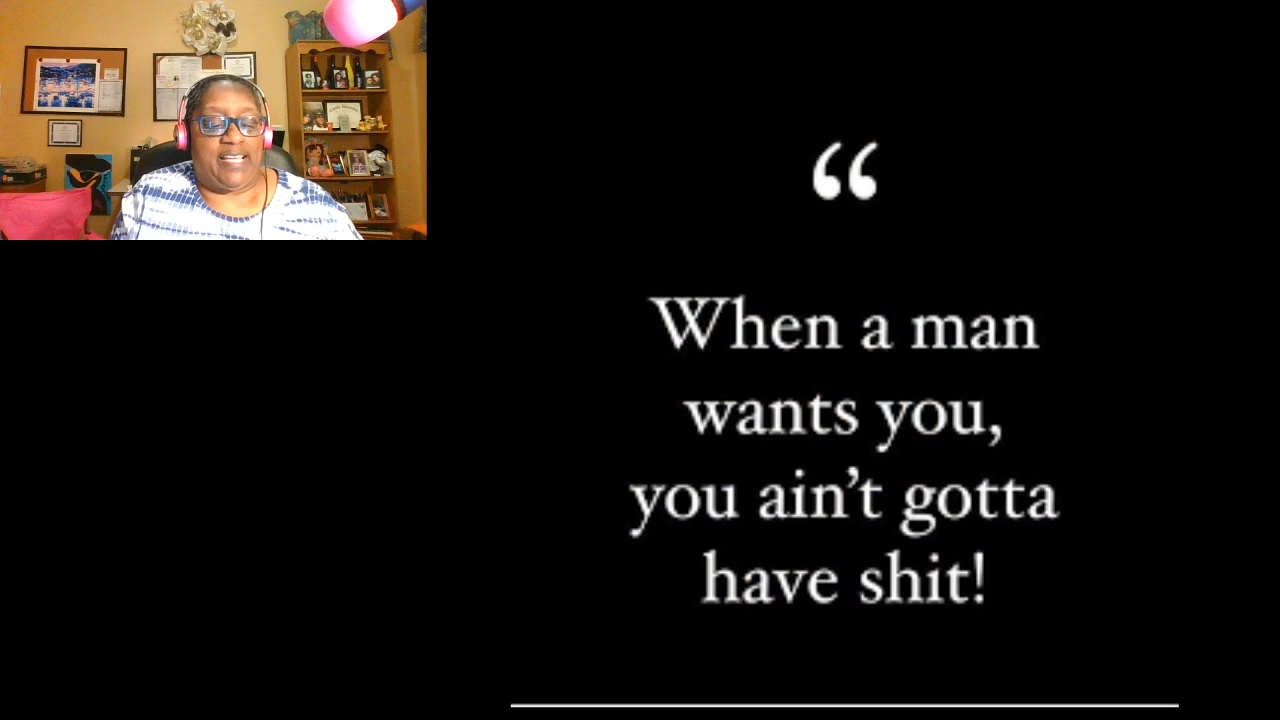 “
When a man
wants you,
you ain’t gotta
have shit!